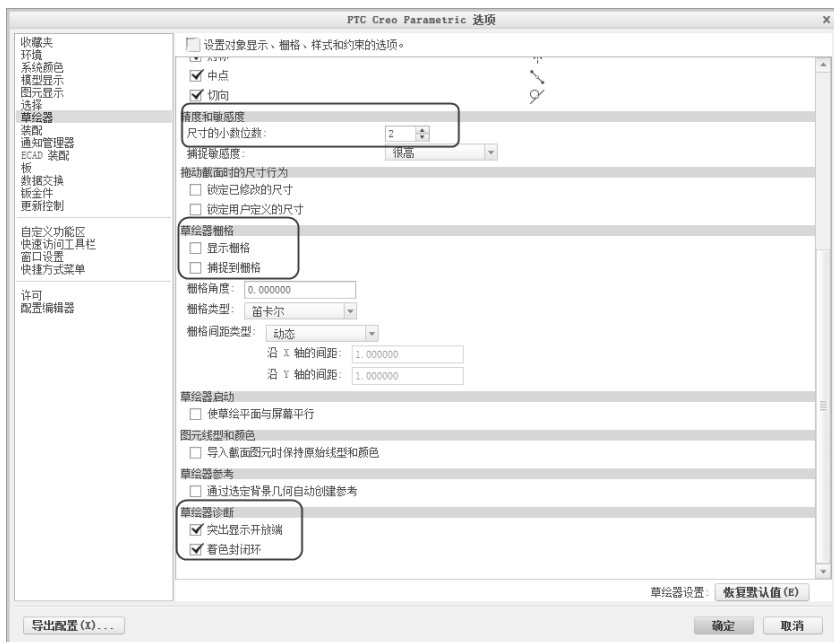 PTC Creo Parametric 选项
收藏夹
环境
系统颜色
模型显示
图元显示
选择
草绘器
装配
通知管理器
ECAD 装配
板
数据交换
钣金件
更新控制
自定义功能区
快速访问工具栏
窗口设置
快捷方式菜单
许可
配置编辑器
设置对象显示、栅格、样式和约束的选项。
对称
中点
切向
精度和敏感度
尺寸的小数位数: 2
捕捉敏感度: 很高
拖动截面时的尺寸行为
锁定已修改的尺寸
锁定用户定义的尺寸
草绘器栅格
显示栅格
捕捉到栅格
栅格角度: 0.000000
栅格类型: 笛卡尔
栅格间距类型: 动态
沿 X 轴的间距: 1.000000
沿 Y 轴的间距: 1.000000
草绘器启动
使草绘平面与屏幕平行
图元线型和颜色
导入截面图元时保持原始线型和颜色
草绘器参考
通过选定背景几何自动创建参考
草绘器诊断
突出显示开放端
着色封闭环
草绘器设置: 恢复默认值(E)
导出配置(X)... 确定 取消